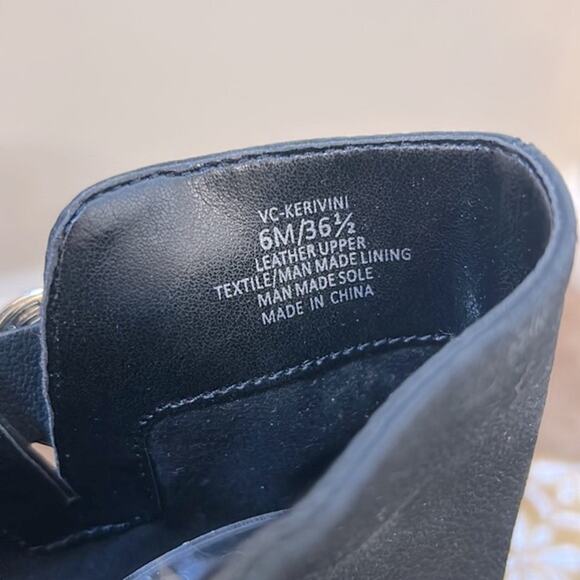 VC-KERIVINI
6M/36½
LEATHER UPPER
TEXTILE/MAN MADE LINING
MAN MADE SOLE
MADE IN CHINA